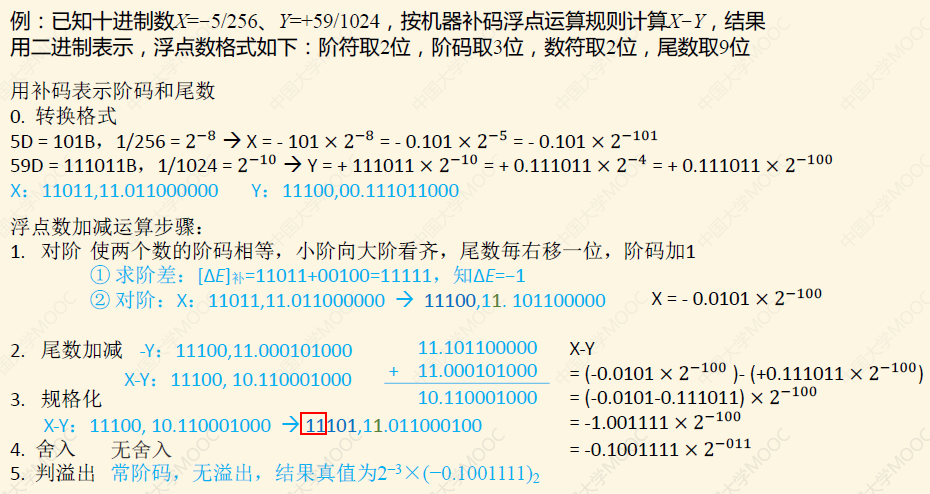 例：已知十进制数X=−5/256、Y=+59/1024，按机器补码浮点运算规则计算X−Y，结果
用二进制表示，浮点数格式如下：阶符取2位，阶码取3位，数符取2位，尾数取9位
用补码表示阶码和尾数
0. 转换格式
5D = 101B，1/256 = 2⁻⁸ → X = - 101 × 2⁻⁸ = - 0.101 × 2⁻⁵ = - 0.101 × 2⁻¹⁰¹
59D = 111011B，1/1024 = 2⁻¹⁰ → Y = + 111011 × 2⁻¹⁰ = + 0.111011 × 2⁻⁴ = + 0.111011 × 2⁻¹⁰⁰
X：11011,11.011000000 Y：11100,00.111011000
浮点数加减运算步骤：
1. 对阶 使两个数的阶码相等，小阶向大阶看齐，尾数每右移一位，阶码加1
① 求阶差：[ΔE]补=11011+00100=11111，知ΔE=−1
② 对阶：X：11011,11.011000000 → 11100,11. 101100000 X = - 0.0101 × 2⁻¹⁰⁰
2. 尾数加减 -Y：11100,11.000101000
X-Y：11100, 10.110001000
11.101100000
+ 11.000101000
10.110001000
X-Y
= (-0.0101 × 2⁻¹⁰⁰ )- (+0.111011 × 2⁻¹⁰⁰)
= (-0.0101-0.111011) × 2⁻¹⁰⁰
= -1.001111 × 2⁻¹⁰⁰
= -0.1001111 × 2⁻⁰¹¹
3. 规格化
X-Y：11100, 10.110001000 → 11101,11.011000100
4. 舍入 无舍入
5. 判溢出 常阶码，无溢出，结果真值为2⁻³×(−0.1001111)₂
中国大学MOOC